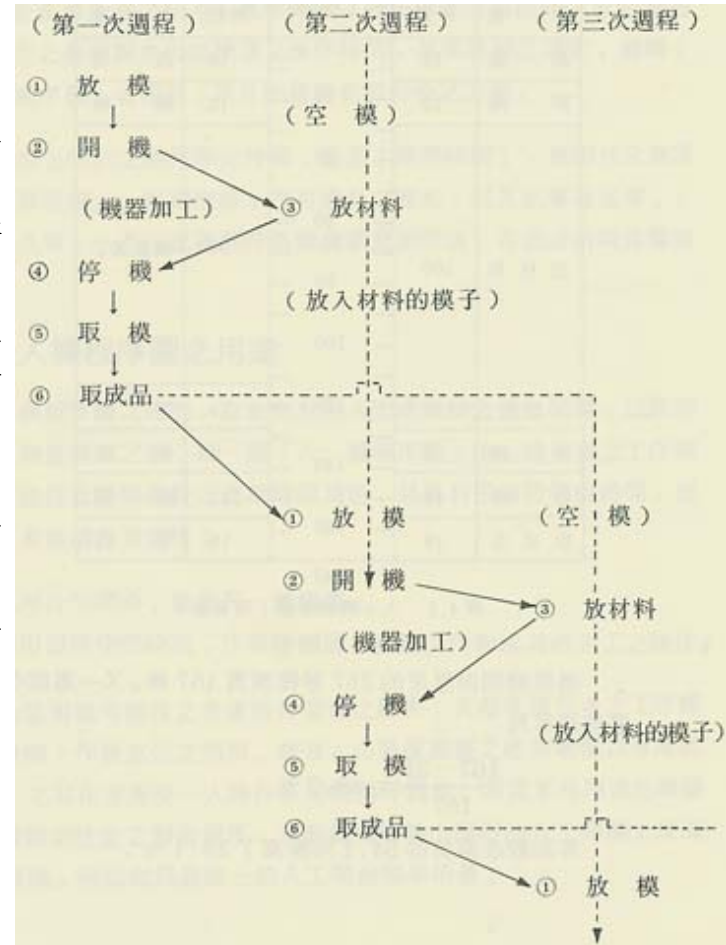 （第一次週程） （第二次週程） （第三次週程）
① 放 模
（空 模）
② 開 機
（機器加工） ③ 放材料
④ 停 機
（放入材料的模子）
⑤ 取 模
⑥ 取成品
① 放 模 （空 模）
② 開 機
③ 放材料
（機器加工）
④ 停 機
（放入材料的模子）
⑤ 取 模
⑥ 取成品
① 放 模